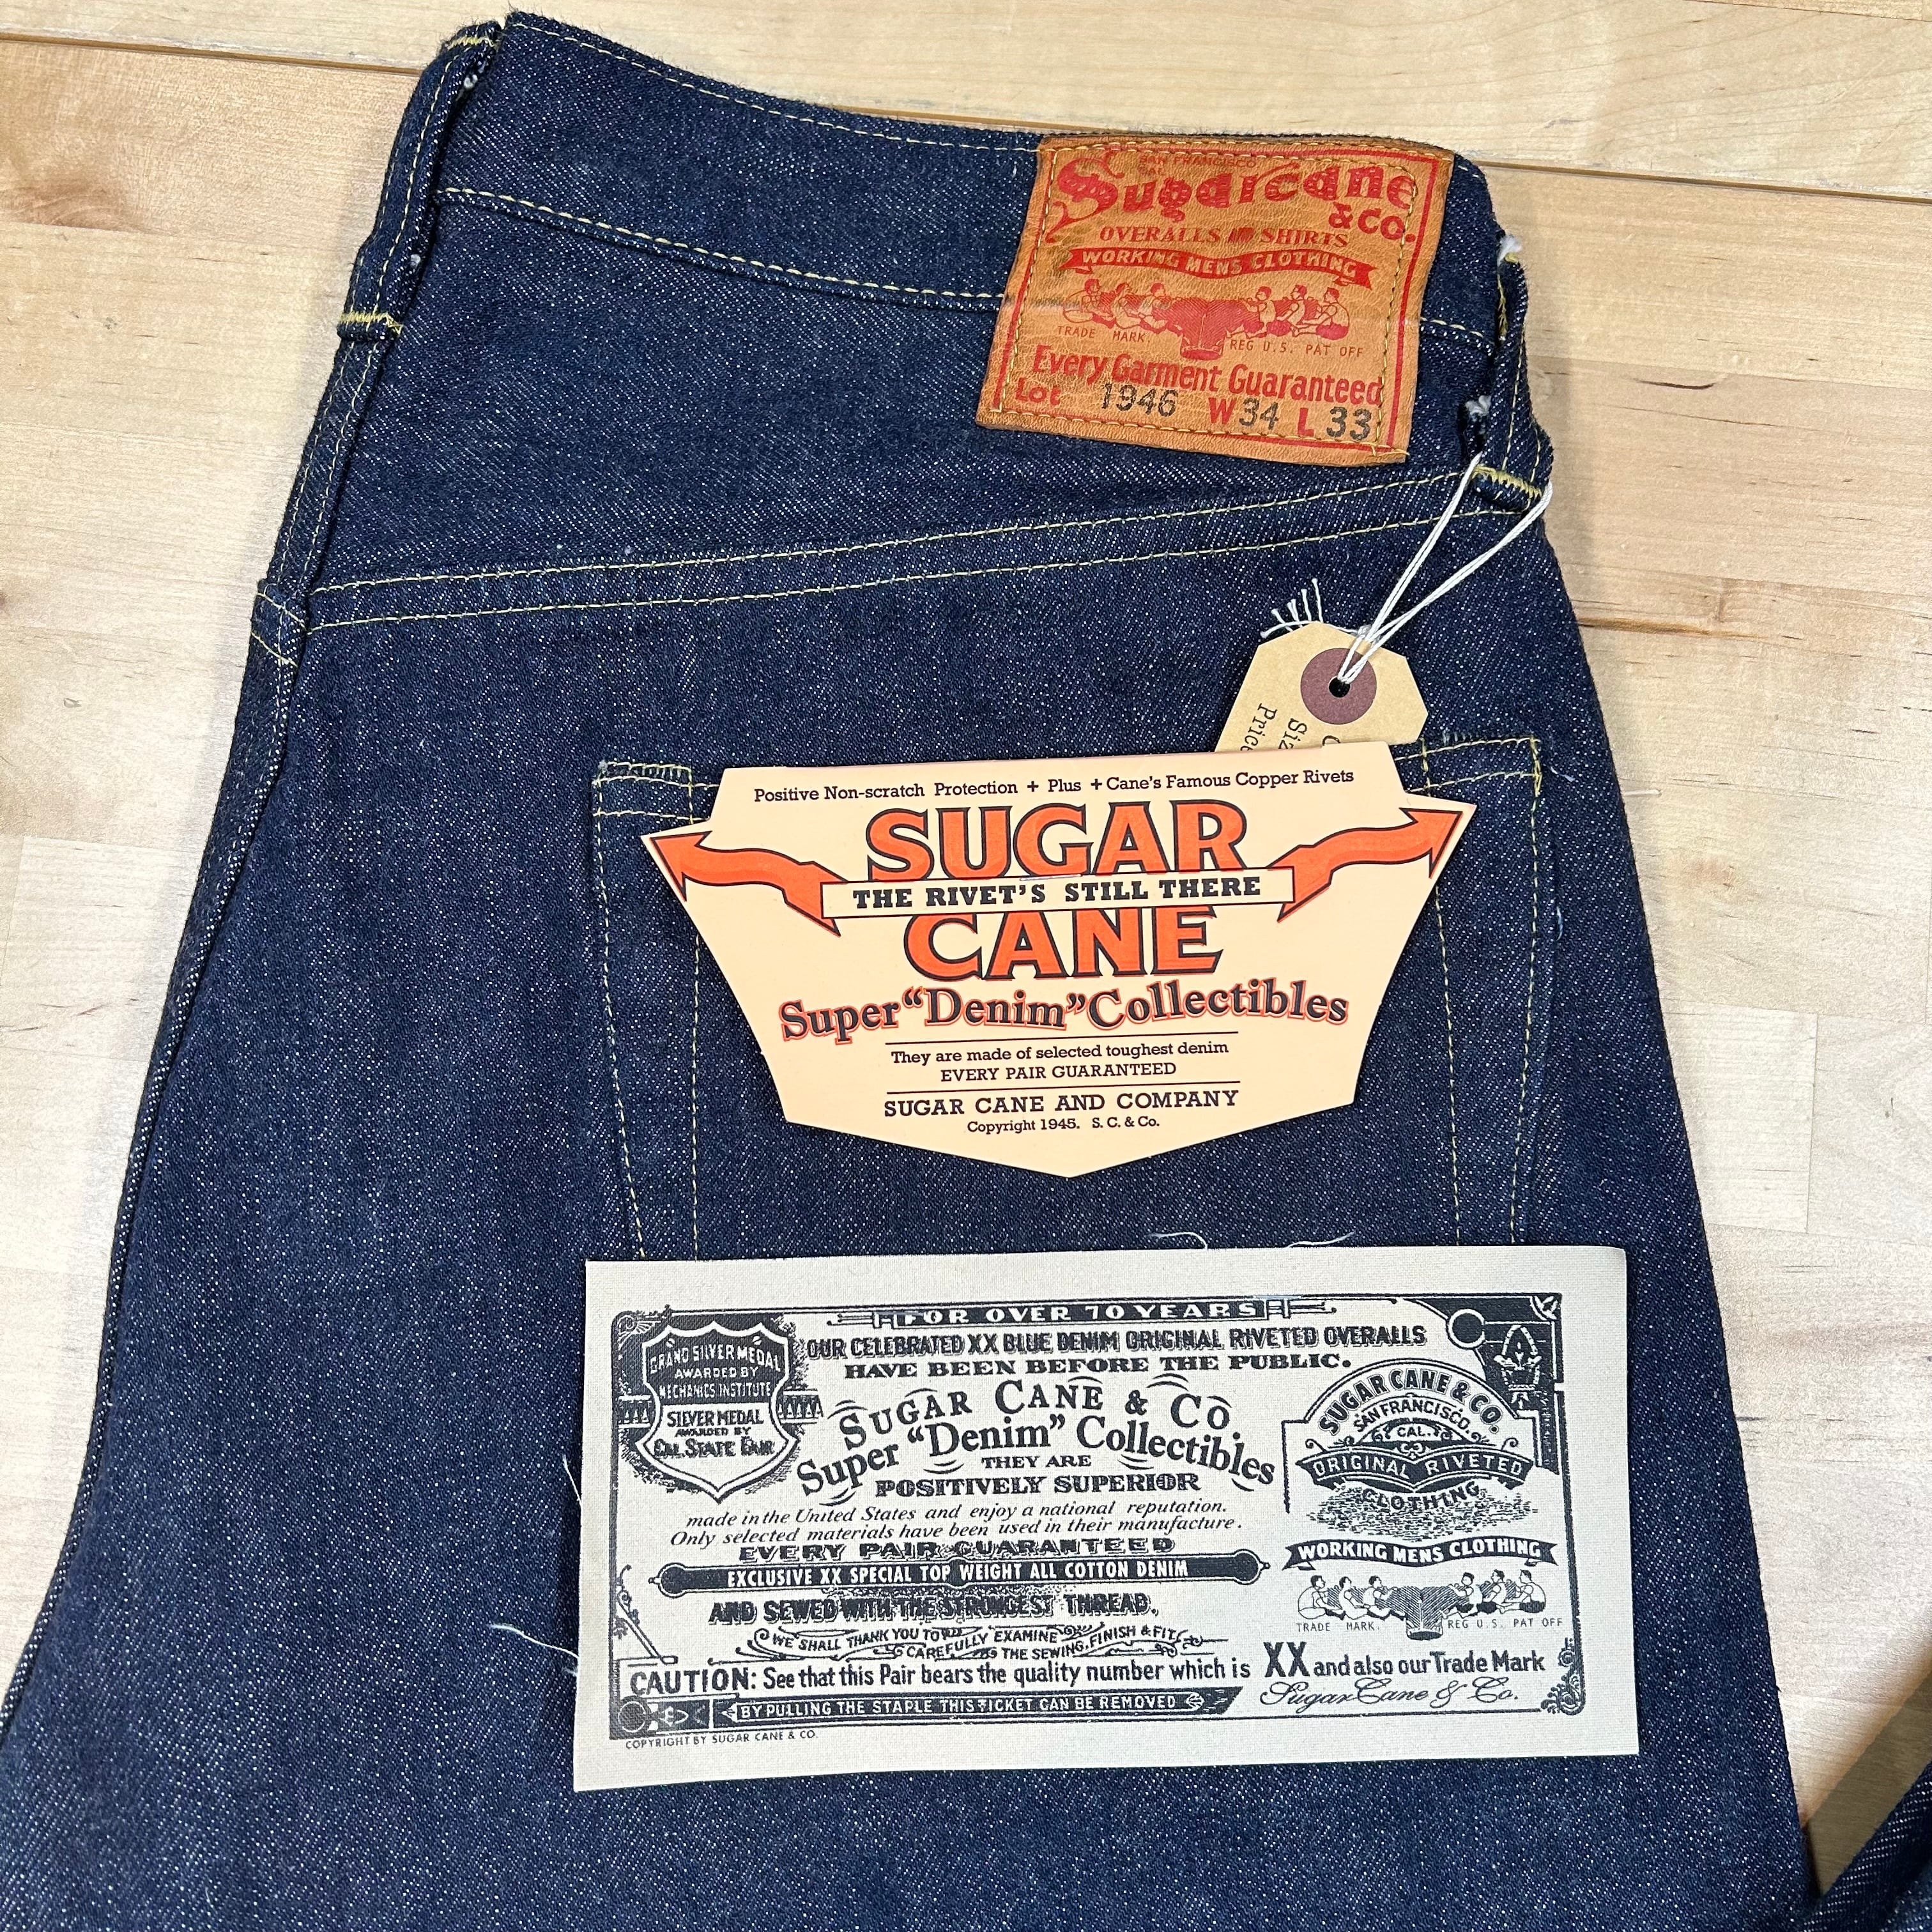 SAN FRANCISCO
Sugarcane
& CO.
OVERALLS AND SHIRTS
WORKING MENS CLOTHING
TRADE MARK REG U.S. PAT OFF
Every Garment Guaranteed
Lot 1946 W34 L 33
Size
Price
Positive Non-scratch Protection + Plus + Cane's Famous Copper Rivets
SUGAR
THE RIVET'S STILL THERE
CANE
Super "Denim" Collectibles
They are made of selected toughest denim
EVERY PAIR GUARANTEED
SUGAR CANE AND COMPANY
Copyright 1945. S. C. & Co.
FOR OVER 70 YEARS
OUR CELEBRATED XX BLUE DENIM ORIGINAL RIVETED OVERALLS
HAVE BEEN BEFORE THE PUBLIC.
GRAND SILVER MEDAL
AWARDED BY
MECHANICS INSTITUTE
SILVER MEDAL
AWARDED BY
CAL. STATE FAIR
SUGAR CANE & CO.
Super "Denim" Collectibles
THEY ARE
POSITIVELY SUPERIOR
made in the United States and enjoy a national reputation.
Only selected materials have been used in their manufacture.
EVERY PAIR GUARANTEED
EXCLUSIVE XX SPECIAL TOP WEIGHT ALL COTTON DENIM
AND SEWED WITH THE STRONGEST THREAD,
WE SHALL THANK YOU TO
CAREFULLY EXAMINE THE SEWING, FINISH & FIT
SUGAR CANE & CO.
SAN FRANCISCO.
CAL.
ORIGINAL RIVETED
CLOTHING
WORKING MENS CLOTHING
TRADE MARK. REG U.S. PAT OFF
CAUTION: See that this Pair bears the quality number which is XX and also our Trade Mark
Sugar Cane & Co.
BY PULLING THE STAPLE THIS TICKET CAN BE REMOVED
COPYRIGHT BY SUGAR CANE & CO.